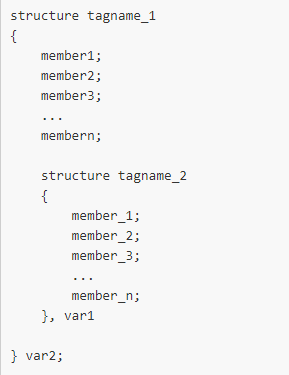 structure tagname_1
{
    member1;
    member2;
    member3;
    ...
    membern;

    structure tagname_2
    {
        member_1;
        member_2;
        member_3;
        ...
        member_n;
    }, var1

} var2;